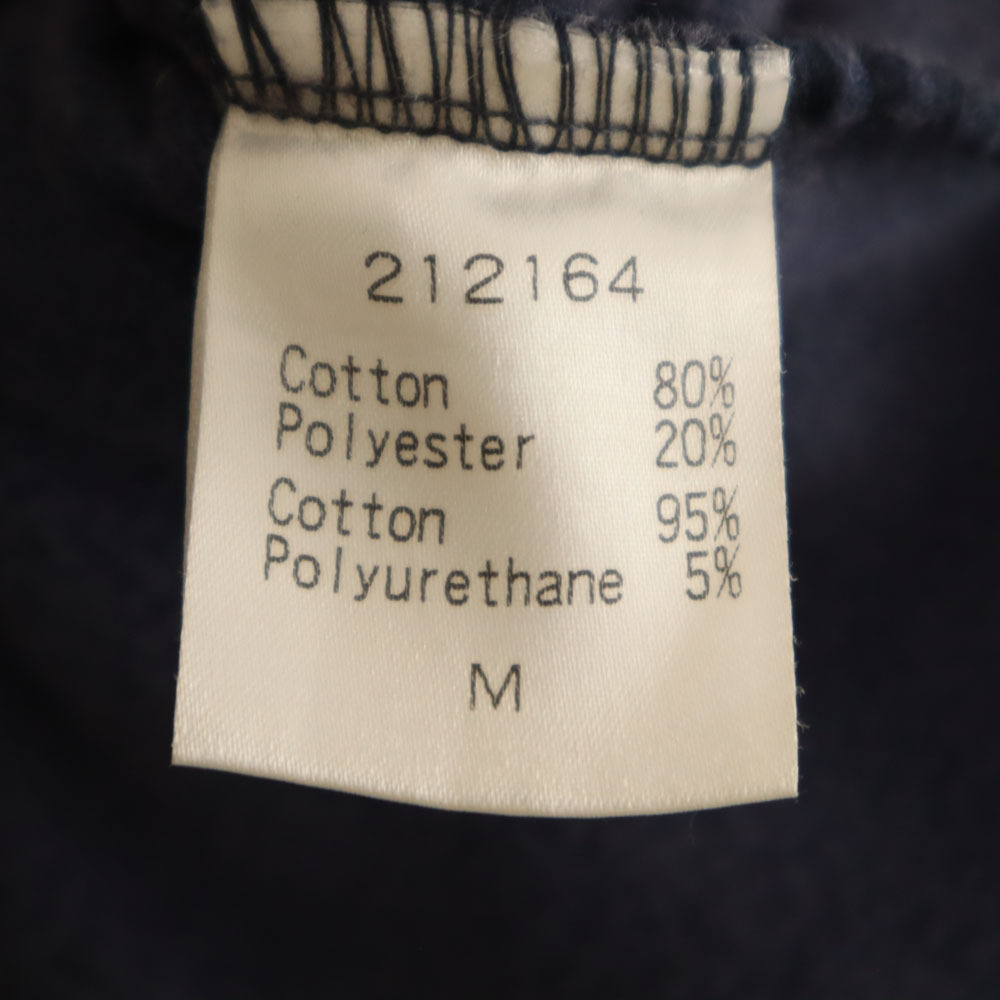 212164
Cotton 80%
Polyester 20%
Cotton 95%
Polyurethane 5%
M